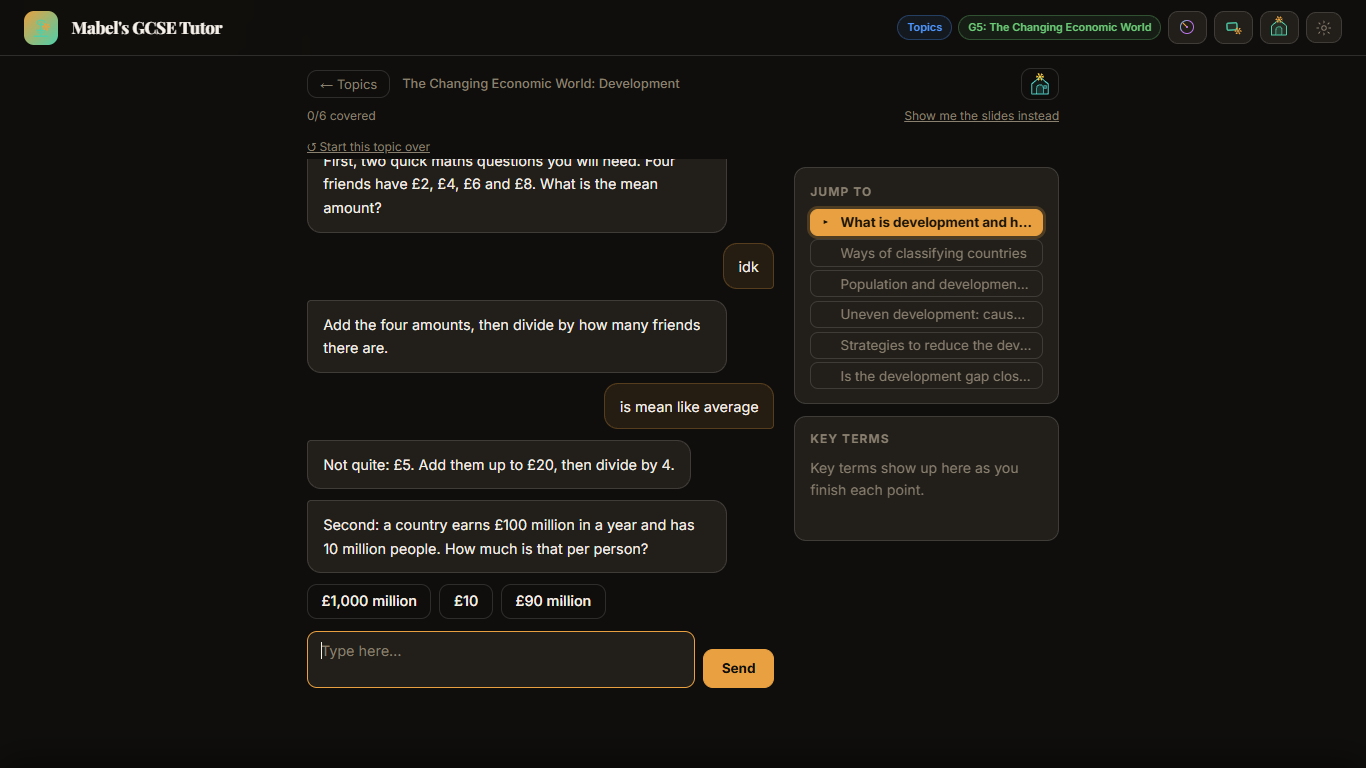 Mabel's GCSE Tutor
Topics
G5: The Changing Economic World
← Topics
The Changing Economic World: Development
0/6 covered
Show me the slides instead
↺ Start this topic over
First, two quick maths questions you will need. Four
friends have £2, £4, £6 and £8. What is the mean
amount?
idk
Add the four amounts, then divide by how many friends
there are.
is mean like average
Not quite: £5. Add them up to £20, then divide by 4.
Second: a country earns £100 million in a year and has
10 million people. How much is that per person?
£1,000 million
£10
£90 million
Type here...
Send
JUMP TO
What is development and h...
Ways of classifying countries
Population and developmen...
Uneven development: caus...
Strategies to reduce the dev...
Is the development gap clos...
KEY TERMS
Key terms show up here as you
finish each point.